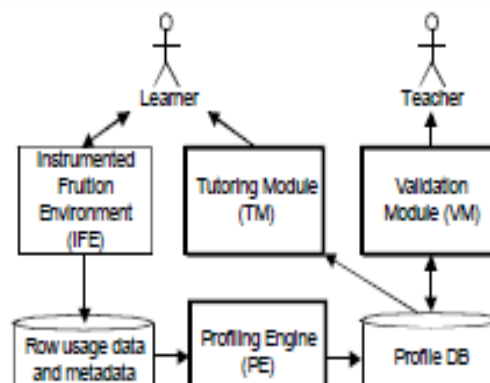 Learner
Teacher
Instrumented
Fruition
Environment
(IFE)
Tutoring Module
(TM)
Validation
Module (VM)
Row usage data
and metadata
Profiling Engine
(PE)
Profile DB